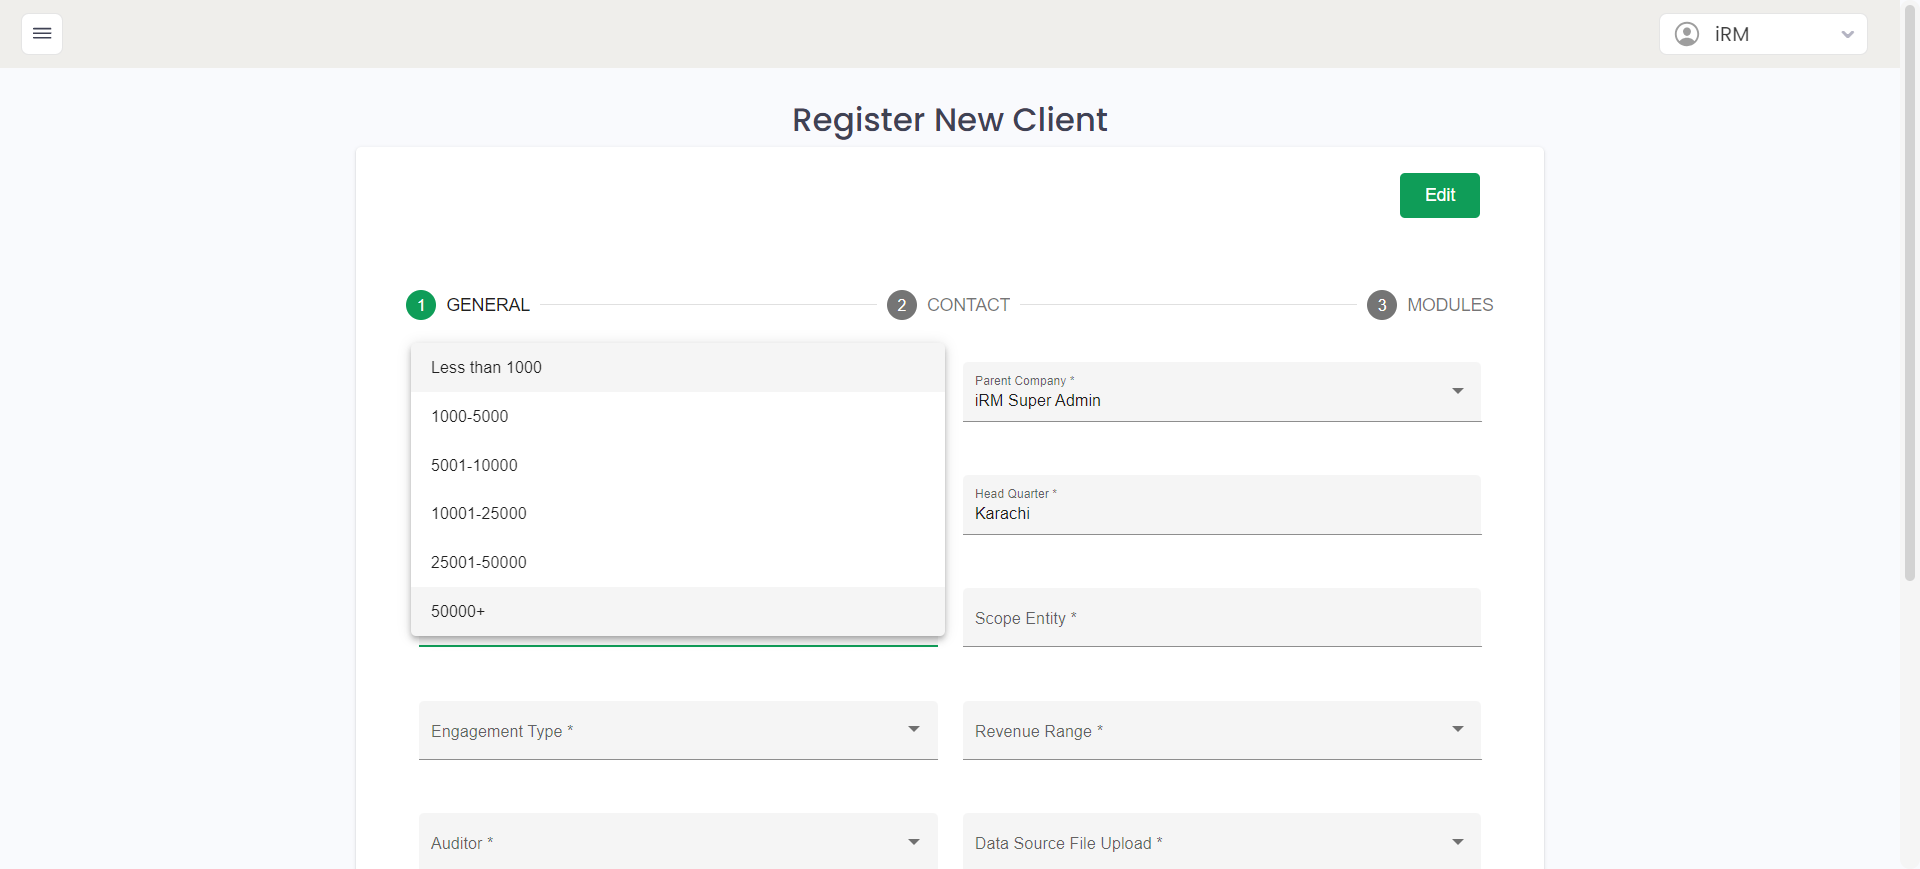 iRM
Register New Client
Edit
1 GENERAL
2 CONTACT
3 MODULES
Less than 1000
1000-5000
5001-10000
10001-25000
25001-50000
50000+
Parent Company *
iRM Super Admin
Head Quarter *
Karachi
Scope Entity *
Engagement Type *
Revenue Range *
Auditor *
Data Source File Upload *